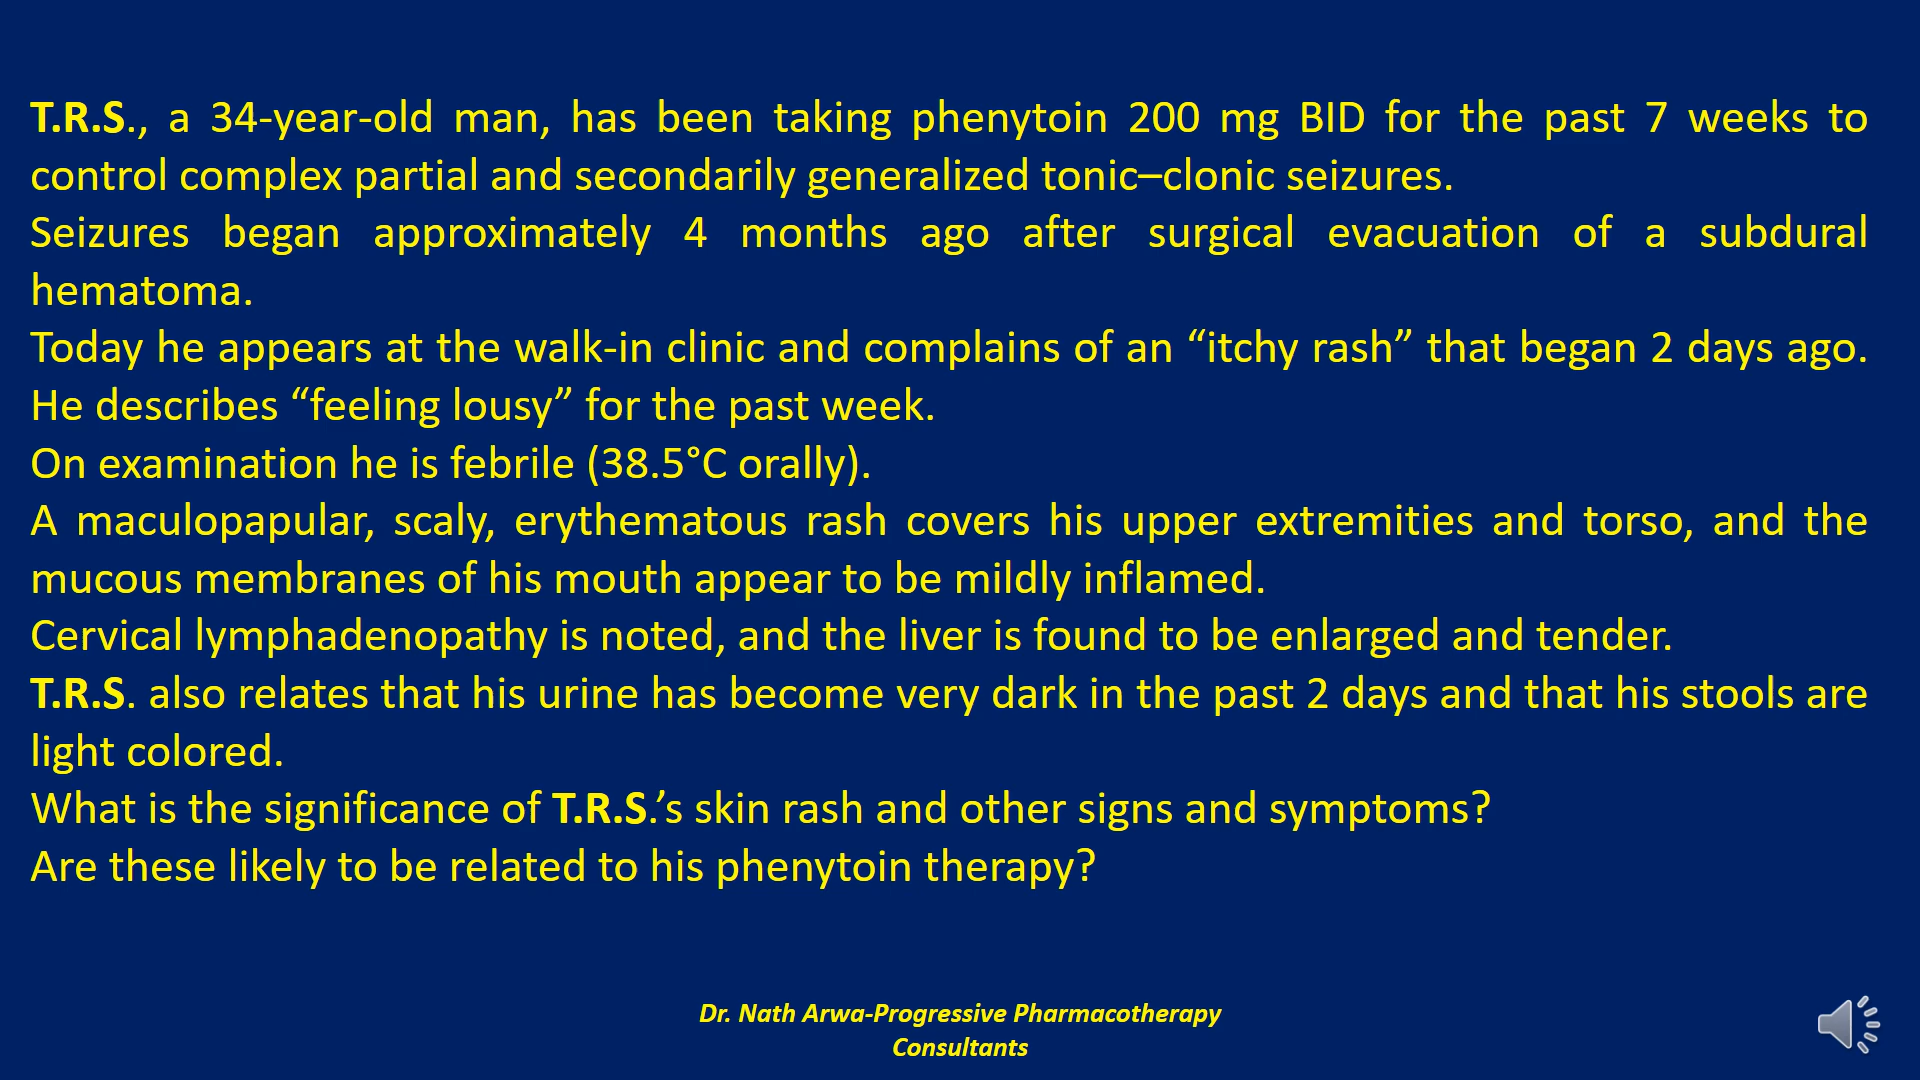 T.R.S., a 34-year-old man, has been taking phenytoin 200 mg BID for the past 7 weeks to
control complex partial and secondarily generalized tonic–clonic seizures.
Seizures began approximately 4 months ago after surgical evacuation of a subdural
hematoma.
Today he appears at the walk-in clinic and complains of an “itchy rash” that began 2 days ago.
He describes “feeling lousy” for the past week.
On examination he is febrile (38.5°C orally).
A maculopapular, scaly, erythematous rash covers his upper extremities and torso, and the
mucous membranes of his mouth appear to be mildly inflamed.
Cervical lymphadenopathy is noted, and the liver is found to be enlarged and tender.
T.R.S. also relates that his urine has become very dark in the past 2 days and that his stools are
light colored.
What is the significance of T.R.S.’s skin rash and other signs and symptoms?
Are these likely to be related to his phenytoin therapy?
Dr. Nath Arwa-Progressive Pharmacotherapy
Consultants